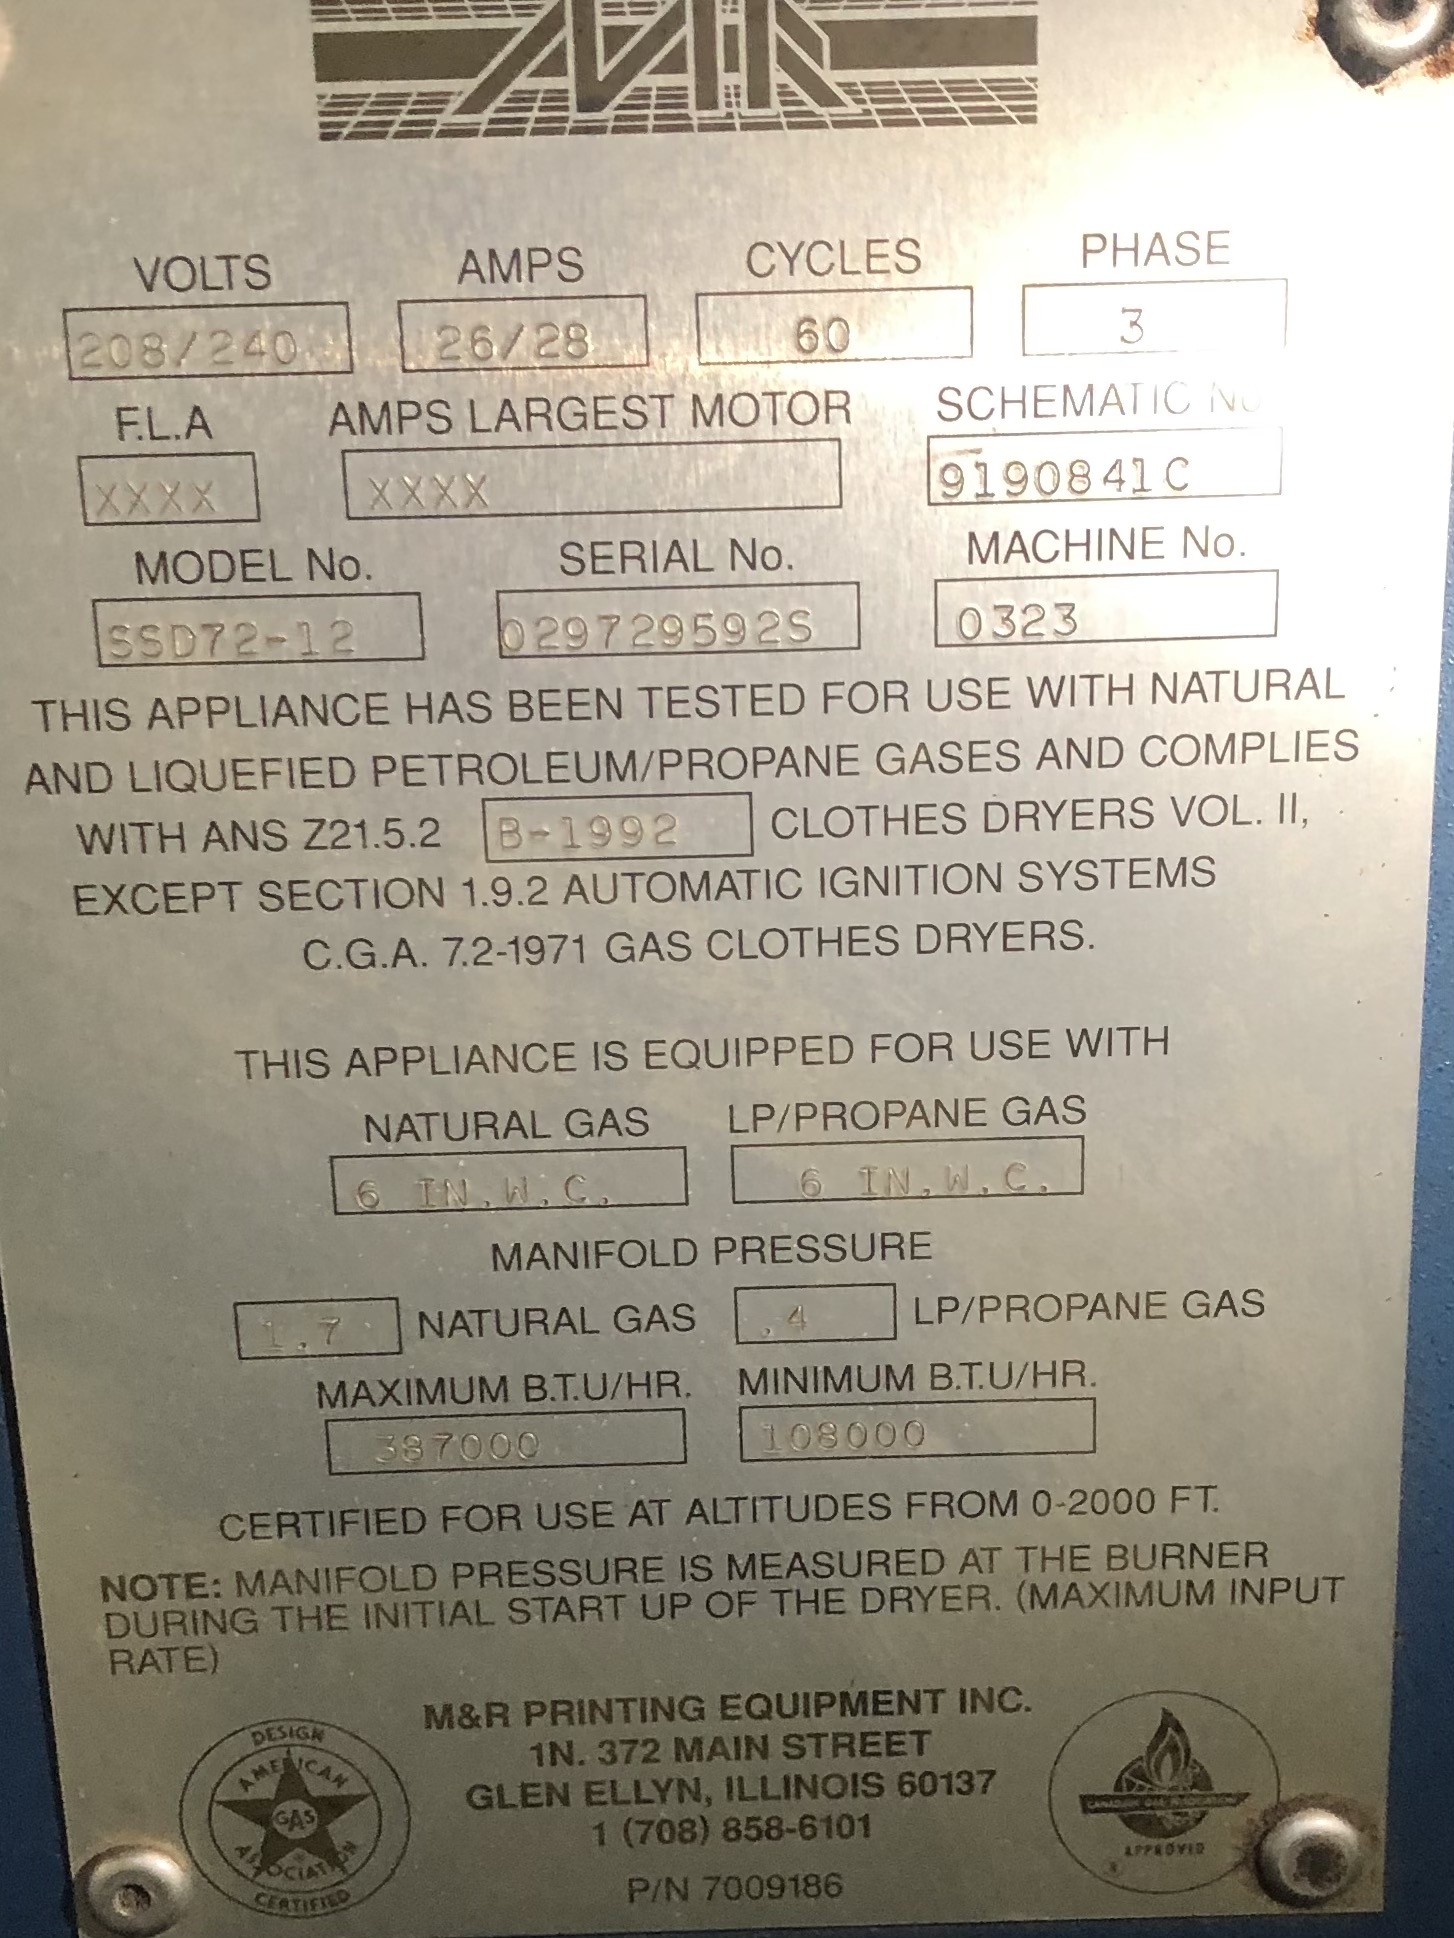 M&R
VOLTS AMPS CYCLES PHASE
208/240 26/28 60 3
F.L.A AMPS LARGEST MOTOR SCHEMATIC No
XXXX XXXX 9190841C
MODEL No. SERIAL No. MACHINE No.
SSD72-12 029729592S 0323
THIS APPLIANCE HAS BEEN TESTED FOR USE WITH NATURAL
AND LIQUEFIED PETROLEUM/PROPANE GASES AND COMPLIES
WITH ANS Z21.5.2 B-1992 CLOTHES DRYERS VOL. II,
EXCEPT SECTION 1.9.2 AUTOMATIC IGNITION SYSTEMS
C.G.A. 7.2-1971 GAS CLOTHES DRYERS.
THIS APPLIANCE IS EQUIPPED FOR USE WITH
NATURAL GAS LP/PROPANE GAS
6 IN.W.C. 6 IN.W.C.
MANIFOLD PRESSURE
1.7 NATURAL GAS .4 LP/PROPANE GAS
MAXIMUM B.T.U/HR. MINIMUM B.T.U/HR.
387000 108000
CERTIFIED FOR USE AT ALTITUDES FROM 0-2000 FT.
NOTE: MANIFOLD PRESSURE IS MEASURED AT THE BURNER
DURING THE INITIAL START UP OF THE DRYER. (MAXIMUM INPUT
RATE)
M&R PRINTING EQUIPMENT INC.
1N. 372 MAIN STREET
GLEN ELLYN, ILLINOIS 60137
1 (708) 858-6101
P/N 7009186
DESIGN
AMERICAN
GAS
ASSOCIATION
CERTIFIED
APPROVED